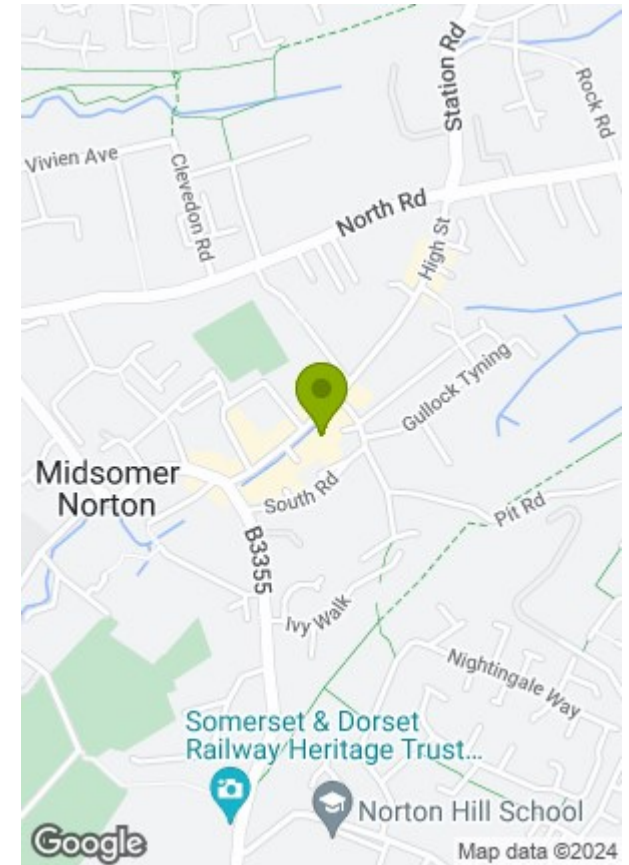 Station Rd
Rock Rd
Vivien Ave
Clevedon Rd
North Rd
High St
Gullock Tyning
Midsomer
Norton
South Rd
Pit Rd
B3355
Ivy Walk
Nightingale Way
Somerset & Dorset
Railway Heritage Trust...
Norton Hill School
Google
Map data ©2024